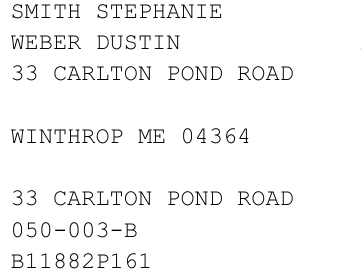 SMITH STEPHANIE
WEBER DUSTIN
33 CARLTON POND ROAD
WINTHROP ME 04364
33 CARLTON POND ROAD
050-003-B
B11882P161